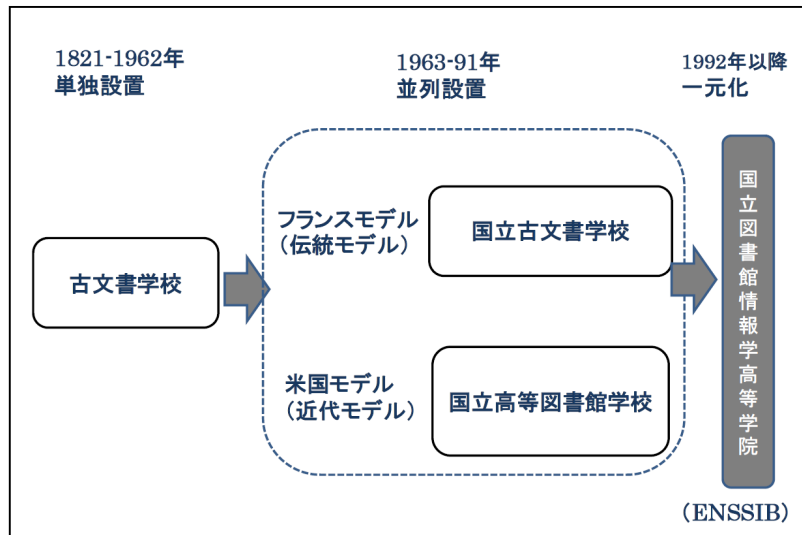 1821-1962年
単独設置
1963-91年
並列設置
1992年以降
一元化
古文書学校
フランスモデル
(伝統モデル)
国立古文書学校
米国モデル
(近代モデル)
国立高等図書館学校
国立図書館情報学高等学院
(ENSSIB)